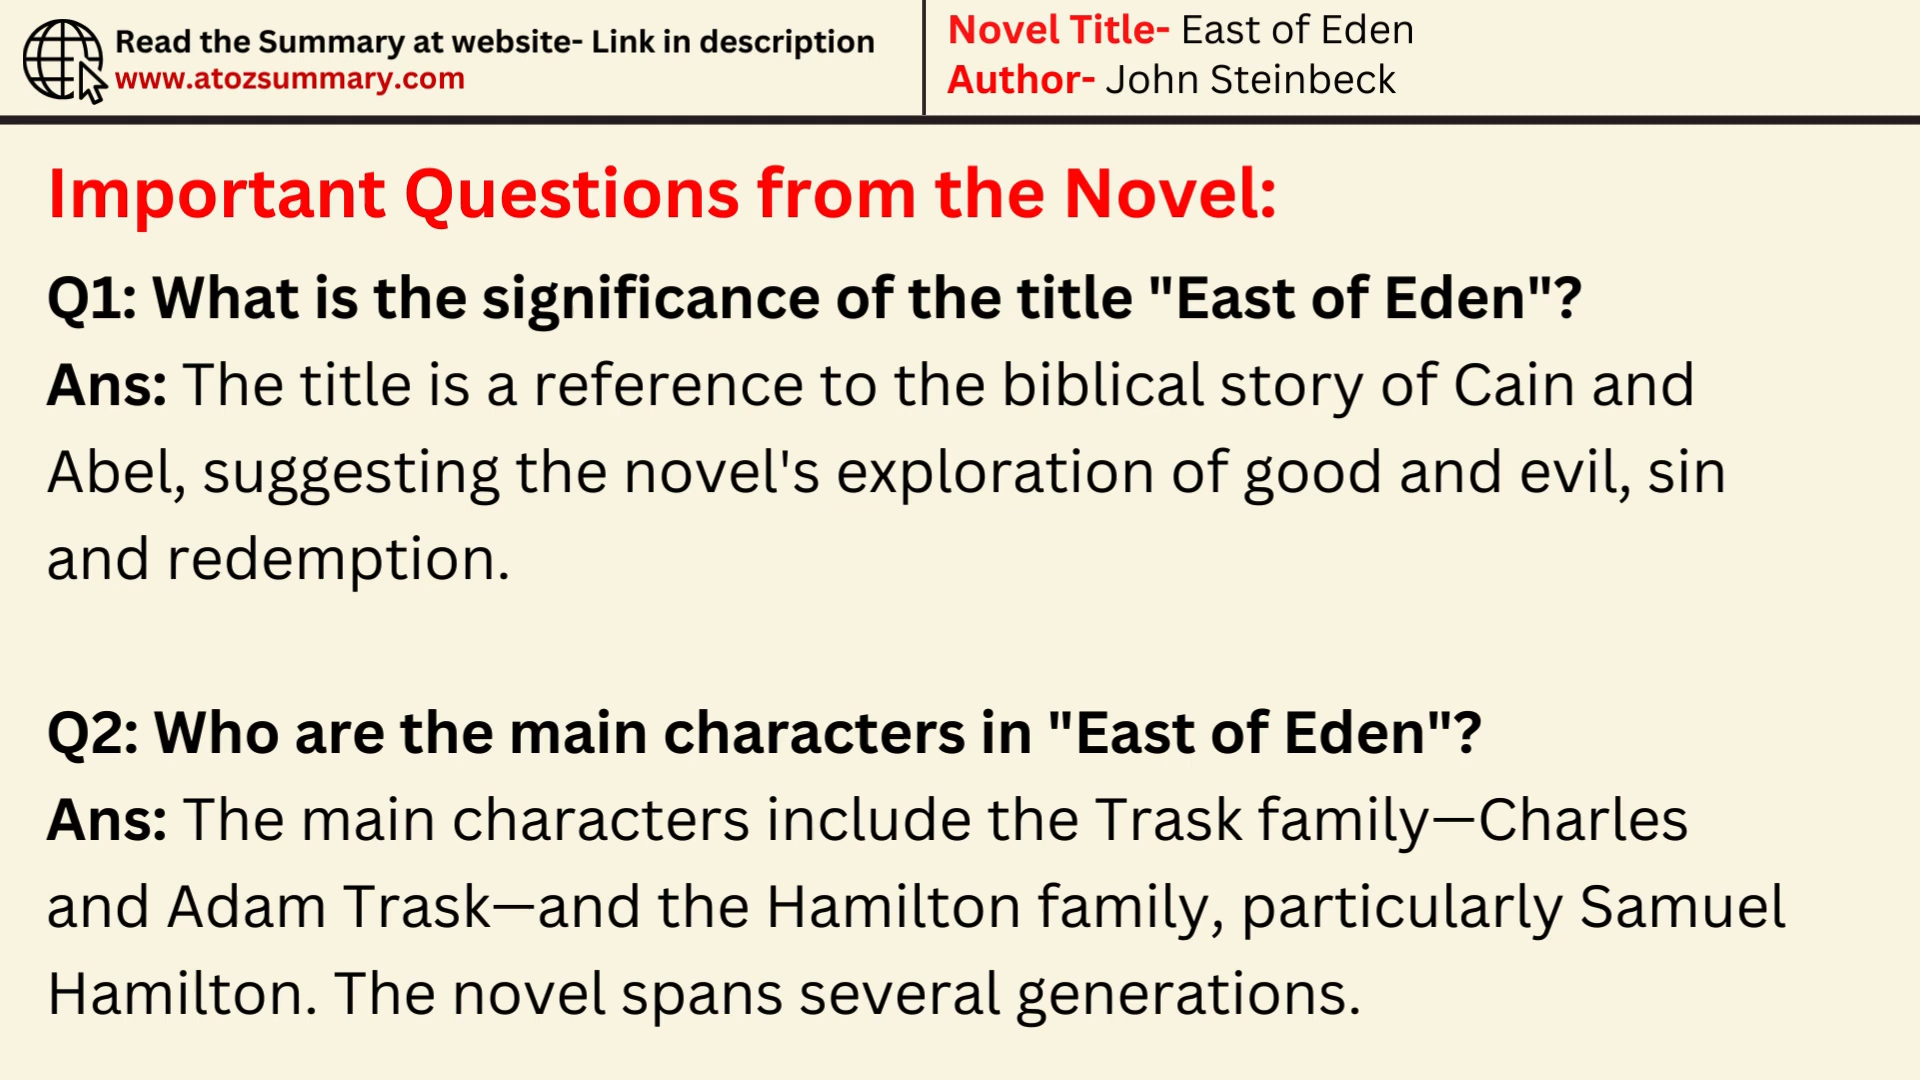 Read the Summary at website- Link in description
www.atozsummary.com
Novel Title- East of Eden
Author- John Steinbeck
Important Questions from the Novel:
Q1: What is the significance of the title "East of Eden"?
Ans: The title is a reference to the biblical story of Cain and
Abel, suggesting the novel's exploration of good and evil, sin
and redemption.
Q2: Who are the main characters in "East of Eden"?
Ans: The main characters include the Trask family—Charles
and Adam Trask—and the Hamilton family, particularly Samuel
Hamilton. The novel spans several generations.